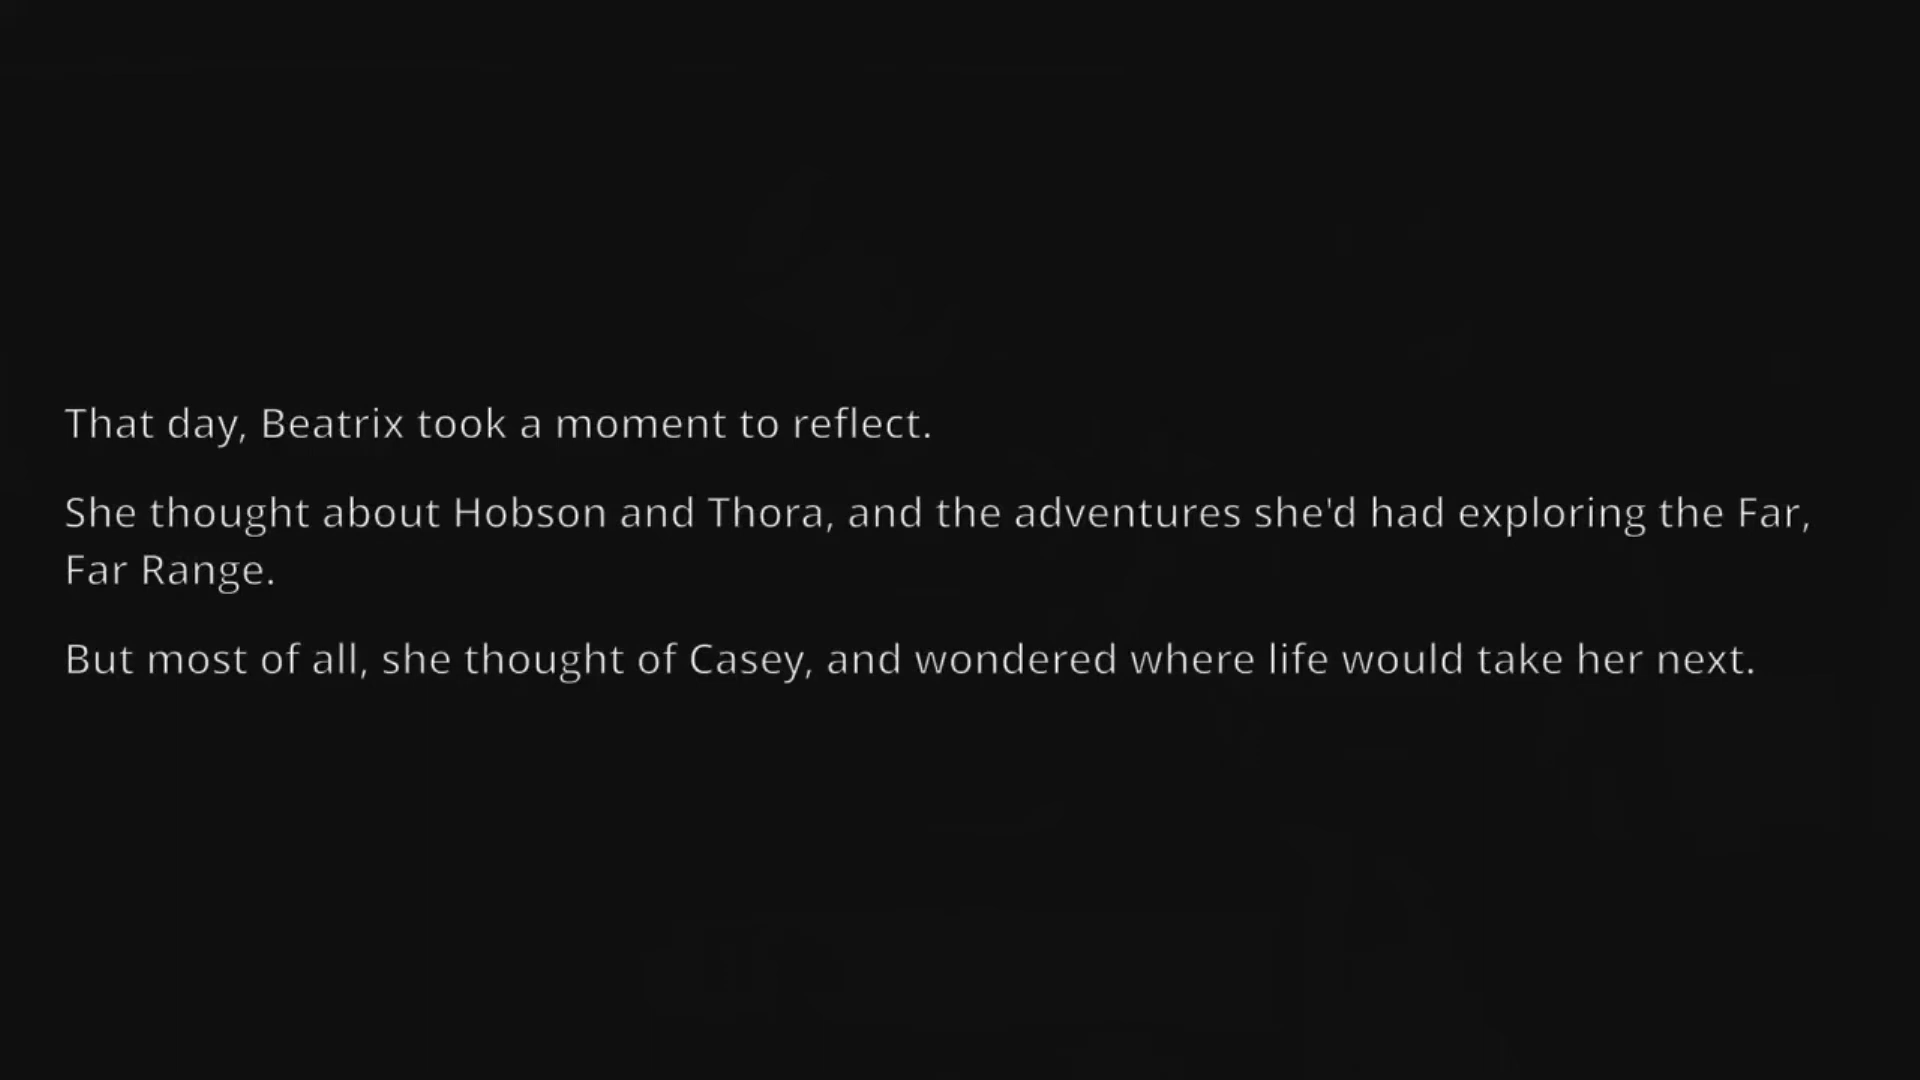 That day, Beatrix took a moment to reflect.
She thought about Hobson and Thora, and the adventures she'd had exploring the Far,
Far Range.
But most of all, she thought of Casey, and wondered where life would take her next.